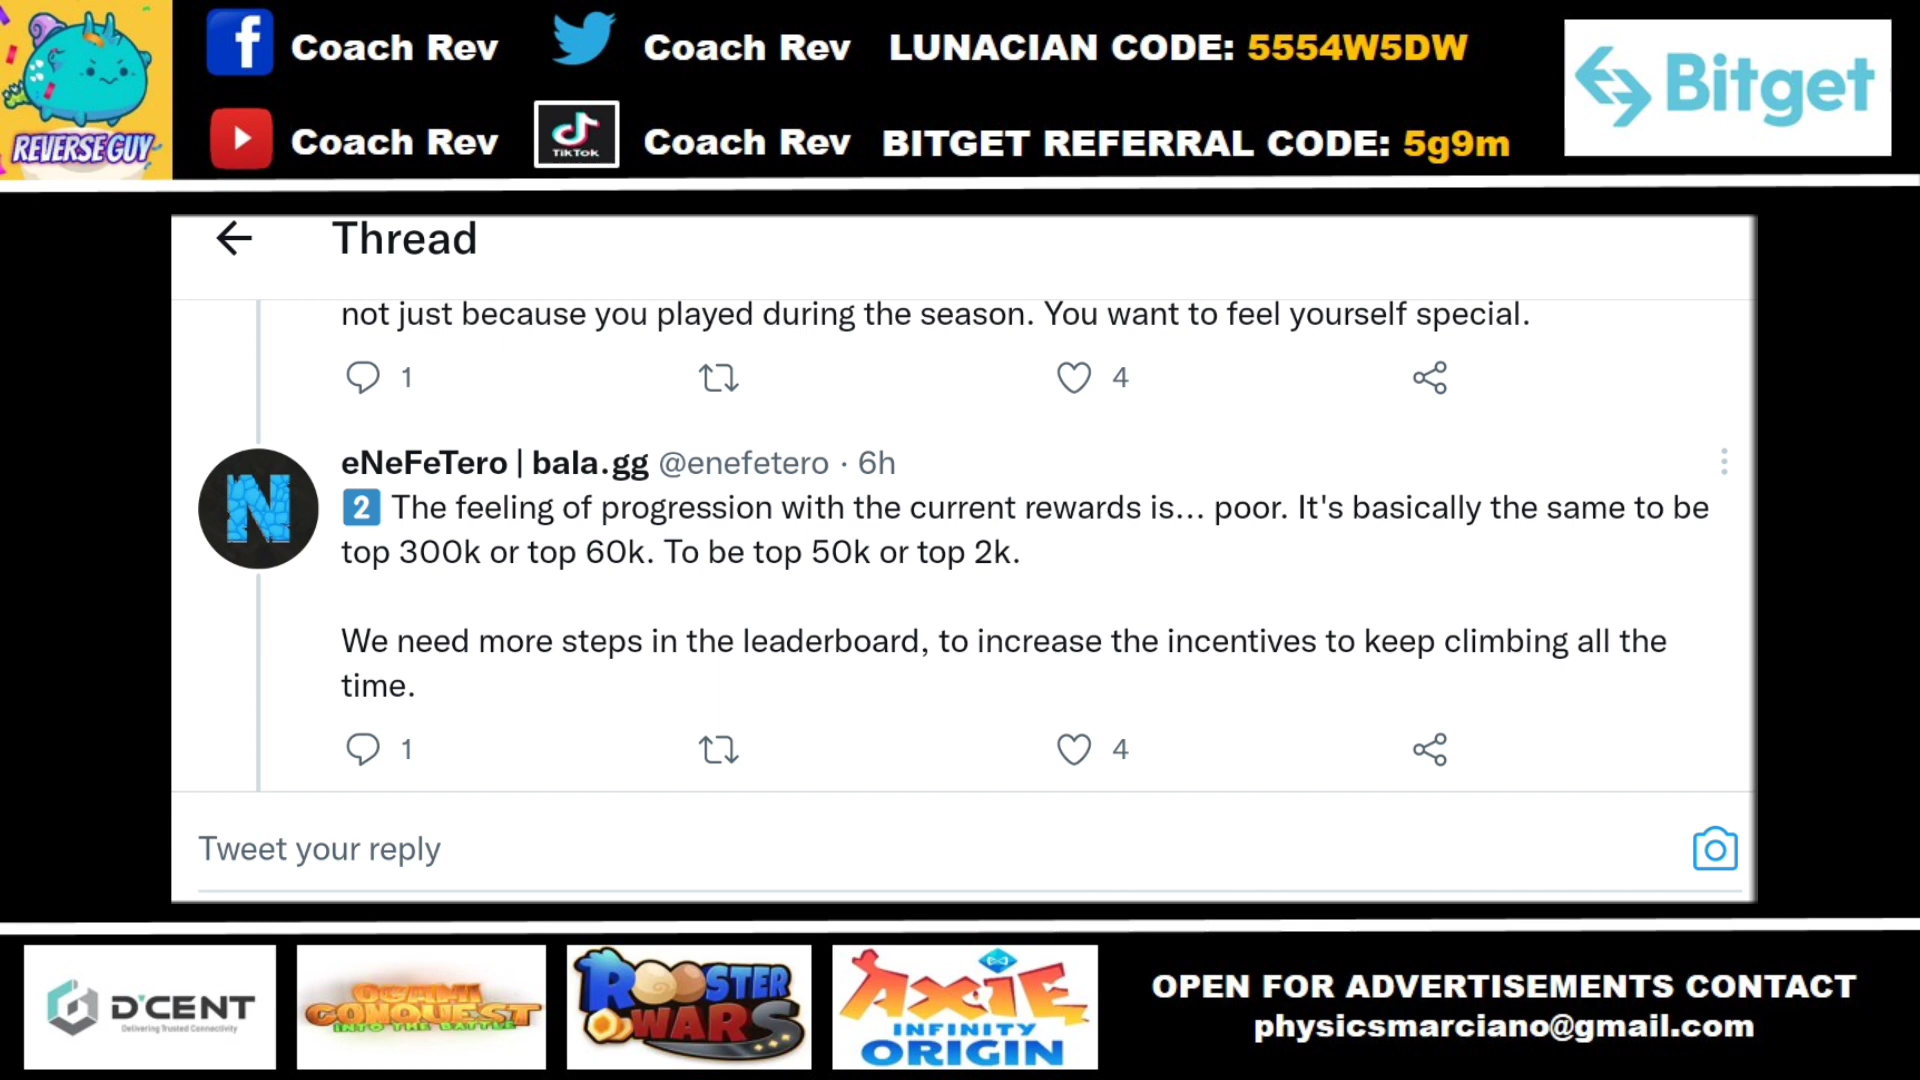 REVERSE GUY
Coach Rev
Coach Rev
LUNACIAN CODE: 5554W5DW
Coach Rev
TikTok
Coach Rev
BITGET REFERRAL CODE: 5g9m
Bitget
Thread
not just because you played during the season. You want to feel yourself special.
1
4
eNeFeTero | bala.gg @enefetero · 6h
2 The feeling of progression with the current rewards is... poor. It's basically the same to be
top 300k or top 60k. To be top 50k or top 2k.
We need more steps in the leaderboard, to increase the incentives to keep climbing all the
time.
1
4
Tweet your reply
D'CENT
Delivering Trusted Connectivity
OGAMI
CONQUEST
INTO THE BATTLE
ROOSTER
WARS
AXIE
INFINITY
ORIGIN
OPEN FOR ADVERTISEMENTS CONTACT
physicsmarciano@gmail.com